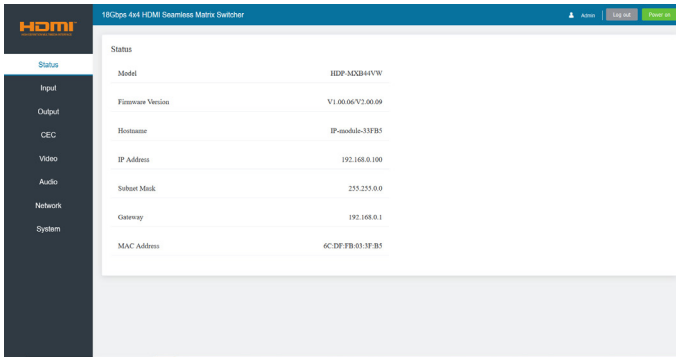 HDMI
18Gbps 4x4 HDMI Seamless Matrix Switcher
Admin
Log out
Power on
Status
Input
Output
CEC
Video
Audio
Network
System
Status
Model HDP-MXB44VW
Firmware Version V1.00.06/V2.00.09
Hostname IP-module-33FB5
IP Address 192.168.0.100
Subnet Mask 255.255.0.0
Gateway 192.168.0.1
MAC Address 6C:DF:FB:03:3F:B5